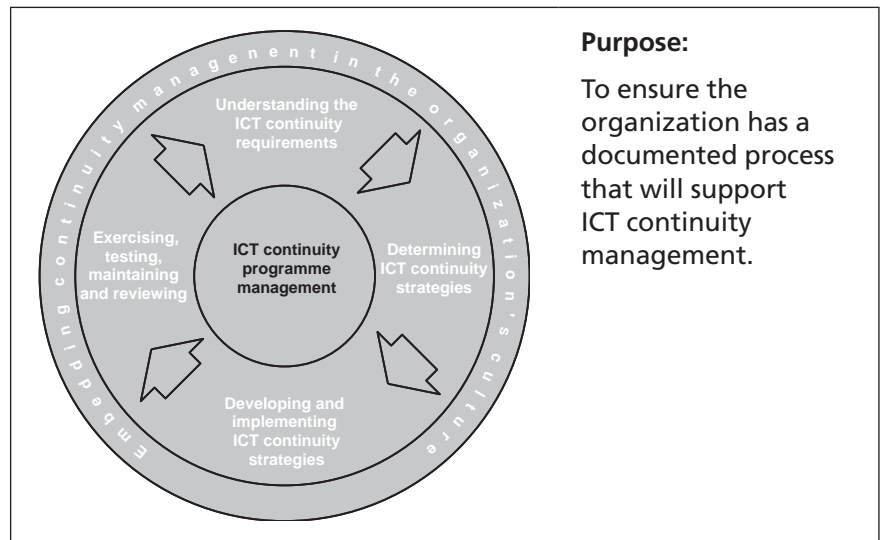 Embedding continuity manangenent in the organization's culture
Understanding the
ICT continuity
requirements
Exercising,
testing,
maintaining
and reviewing
ICT continuity
programme
management
Determining
ICT continuity
strategies
Developing and
implementing
ICT continuity
strategies
Purpose:
To ensure the
organization has a
documented process
that will support
ICT continuity
management.